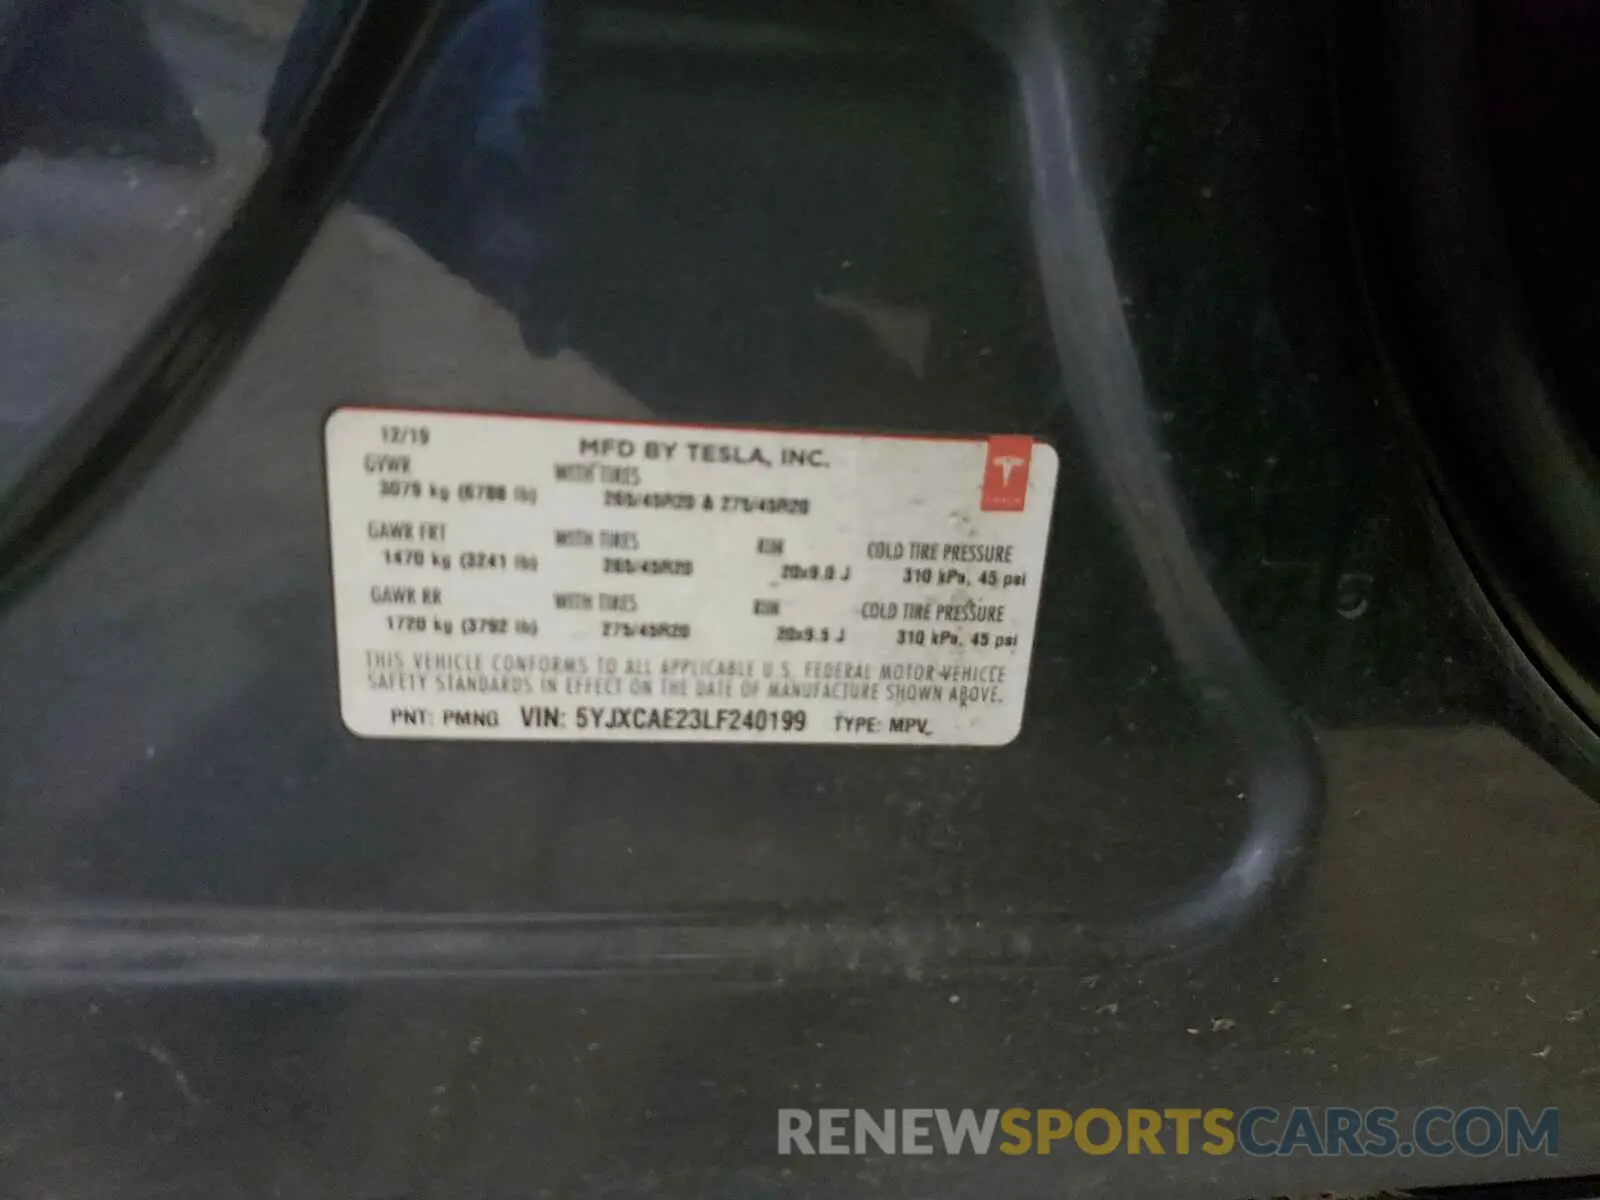 12/19
MFD BY TESLA, INC.
GVWR WITH TIRES
3079 kg (6788 lb) 265/45R20 & 275/45R20
GAWR FRT WITH TIRES RIM COLD TIRE PRESSURE
1470 kg (3241 lb) 265/45R20 20x9.0 J 310 kPa, 45 psi
GAWR RR WITH TIRES RIM COLD TIRE PRESSURE
1720 kg (3792 lb) 275/45R20 20x9.5 J 310 kPa, 45 psi
THIS VEHICLE CONFORMS TO ALL APPLICABLE U.S. FEDERAL MOTOR VEHICLE
SAFETY STANDARDS IN EFFECT ON THE DATE OF MANUFACTURE SHOWN ABOVE.
PNT: PMNG VIN: 5YJXCAE23LF240199 TYPE: MPV
RENEWSPORTSCARS.COM